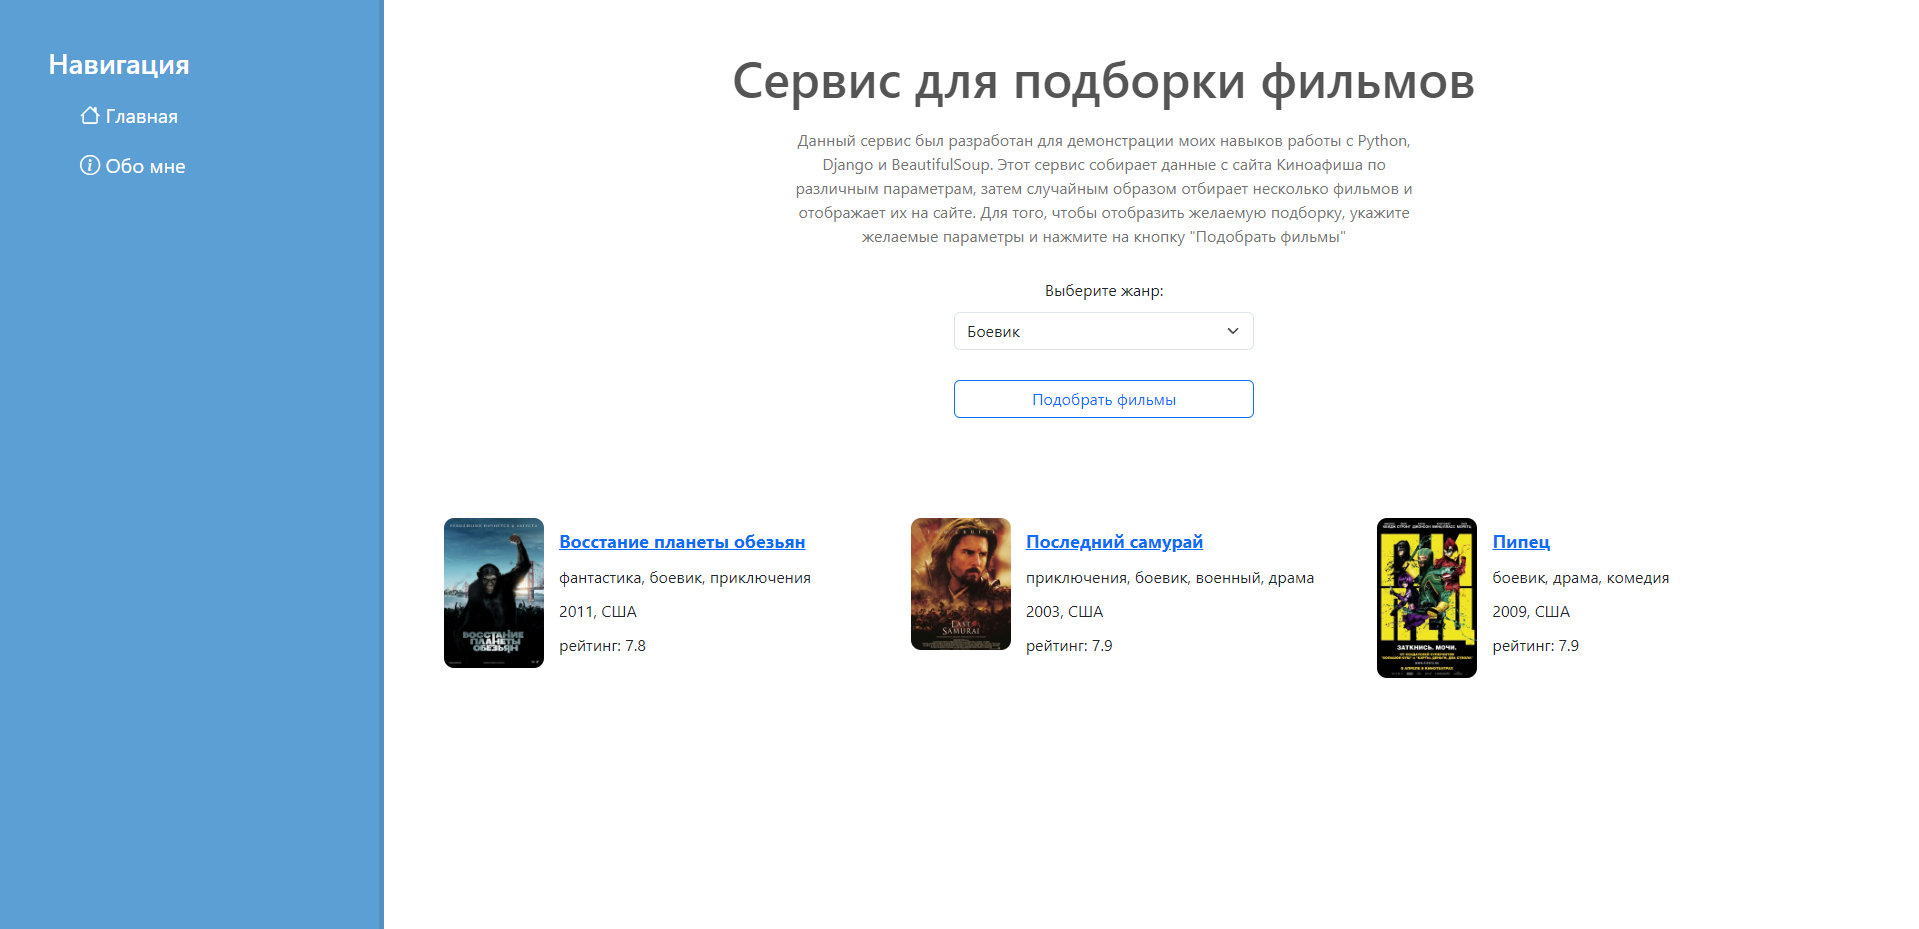 Навигация
Главная
Обо мне
Сервис для подборки фильмов
Данный сервис был разработан для демонстрации моих навыков работы с Python,
Django и BeautifulSoup. Этот сервис собирает данные с сайта Киноафиша по
различным параметрам, затем случайным образом отбирает несколько фильмов и
отображает их на сайте. Для того, чтобы отобразить желаемую подборку, укажите
желаемые параметры и нажмите на кнопку "Подобрать фильмы"
Выберите жанр:
Боевик
Подобрать фильмы
ВОССТАНИЕ
ПЛАНЕТЫ
ОБЕЗЬЯН
Восстание планеты обезьян
фантастика, боевик, приключения
2011, США
рейтинг: 7.8
LAST
SAMURAI
Последний самурай
приключения, боевик, военный, драма
2003, США
рейтинг: 7.9
ЗАТКНИСЬ. МОЧИ.
Пипец
боевик, драма, комедия
2009, США
рейтинг: 7.9